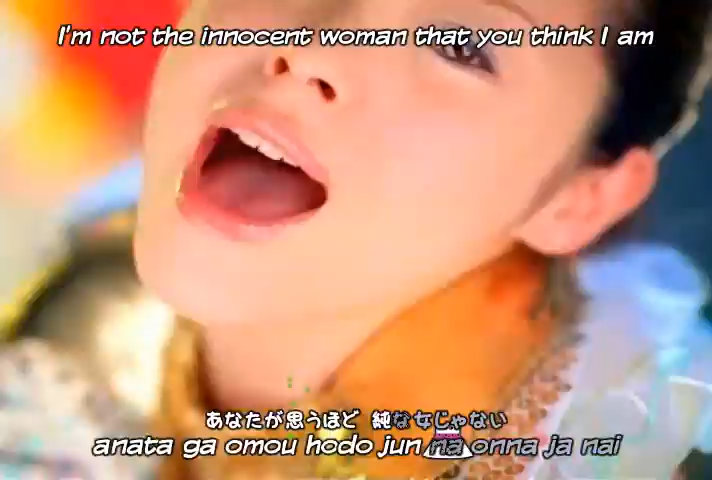 I'm not the innocent woman that you think I am
あなたが思うほど 純な女じゃない
anata ga omou hodo jun na onna ja nai